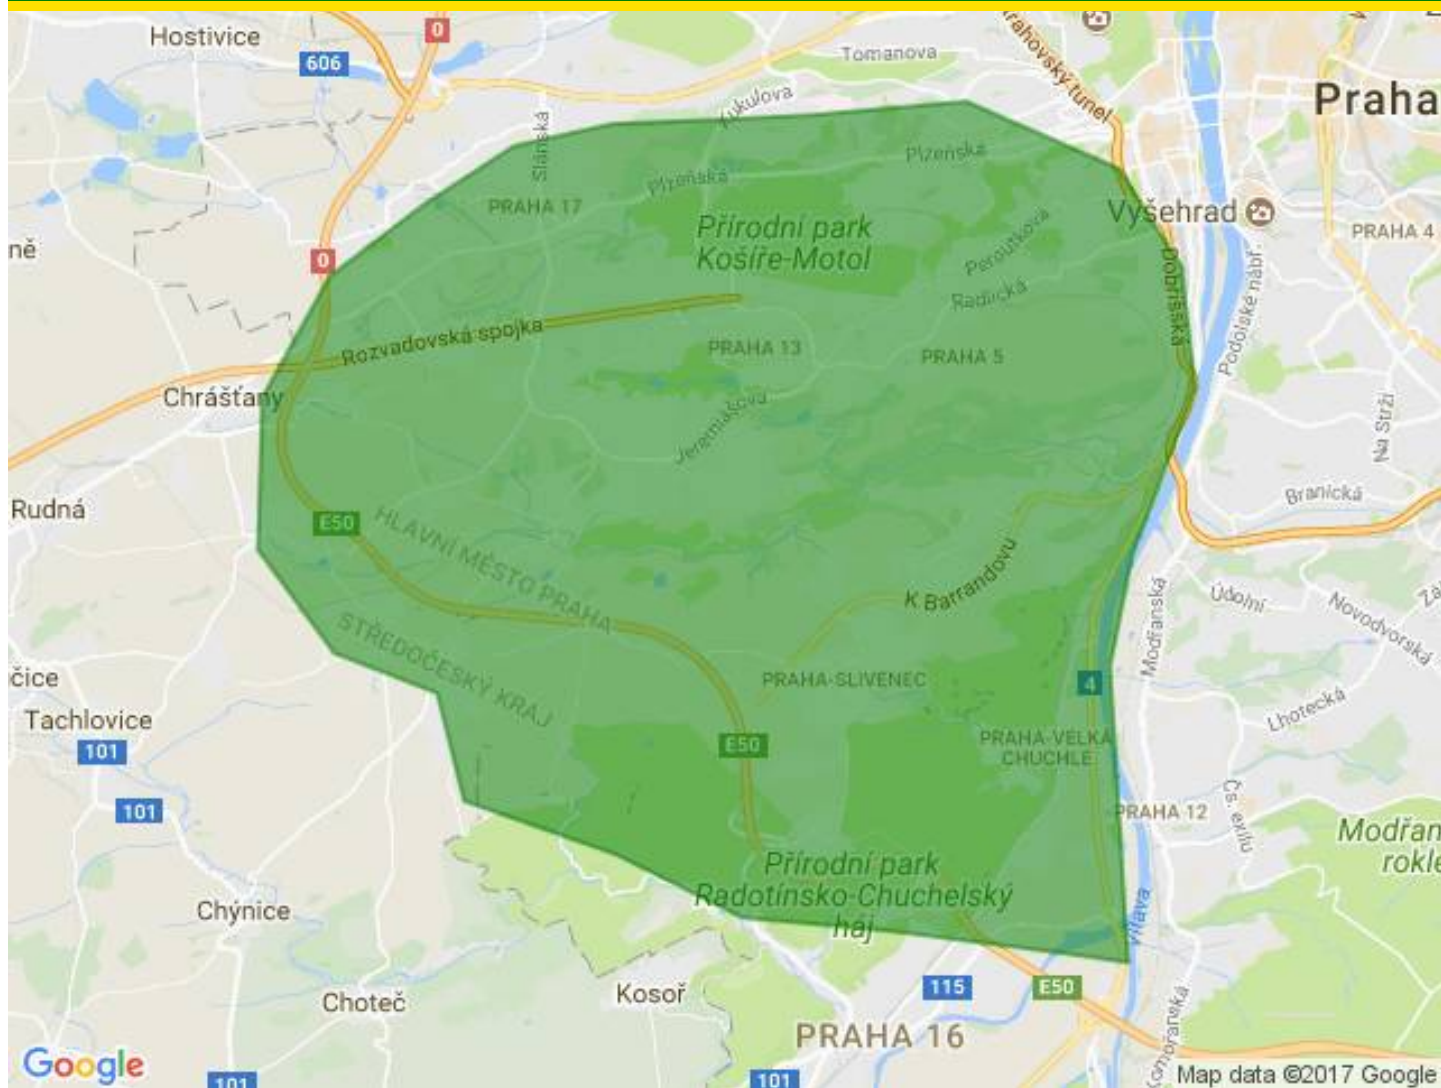 Hostivice
0
606
Tomanova
Praha
Kukulova
Slánská
Plzeňská
Plzeňská
PRAHA 17
Přírodní park
Košíře-Motol
Vyšehrad
PRAHA 4
ně
0
Peroutkova
Radlická
Dobříšská
Podolské nábř.
Rozvadovská spojka
PRAHA 13
PRAHA 5
Chrášťany
Jeremiášova
Na Strži
Rudná
E50
Branická
HLAVNÍ MĚSTO PRAHA
STŘEDOČESKÝ KRAJ
K Barrandovu
Modřanská
Údolní
Novodvorská
čice
PRAHA-SLIVENEC
4
Tachlovice
Lhotecká
101
E50
PRAHA-VELKÁ
CHUCHLE
101
PRAHA 12
Čs. exilu
Modřan
rokle
Přírodní park
Radotínsko-Chuchelský
háj
Chýnice
Vltava
Choteč
Kosoř
115
E50
PRAHA 16
Google
101
101
Map data ©2017 Google